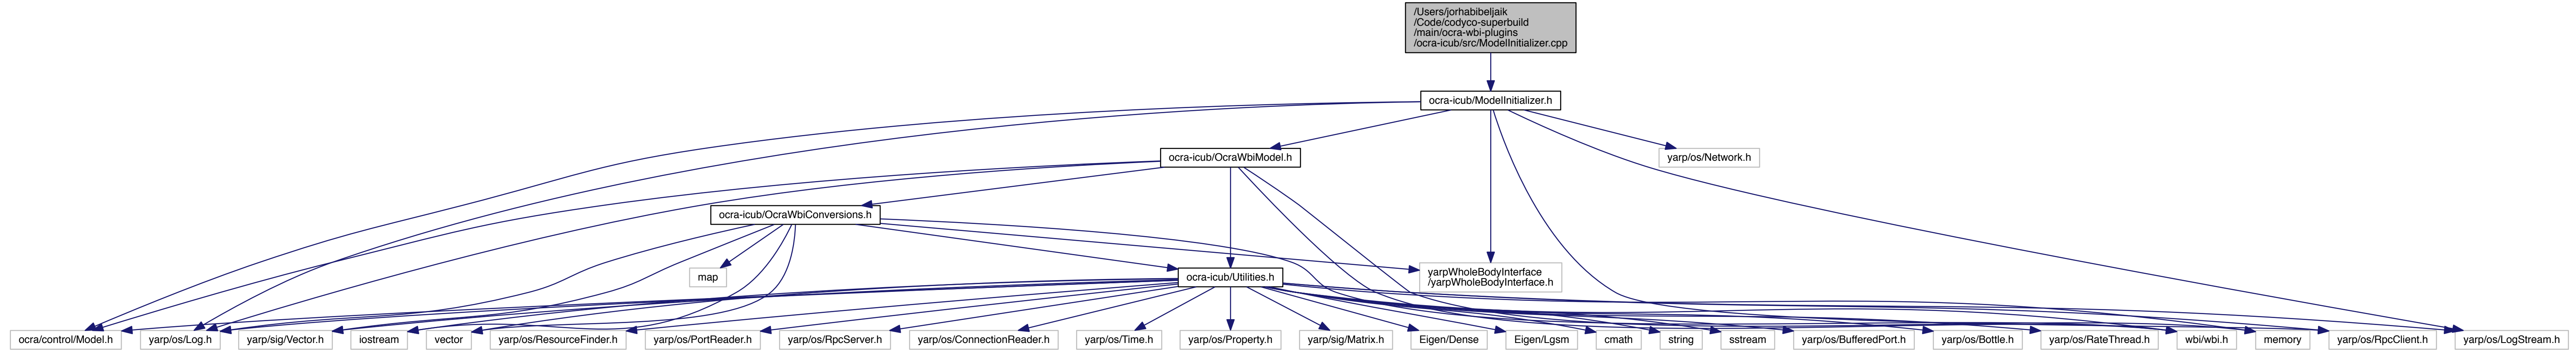 /Users/jorhabibeljaik
/Code/codyco-superbuild
/main/ocra-wbi-plugins
/ocra-icub/src/ModelInitializer.cpp
ocra-icub/ModelInitializer.h
ocra-icub/OcraWbiModel.h
yarp/os/Network.h
ocra-icub/OcraWbiConversions.h
map
ocra-icub/Utilities.h
yarpWholeBodyInterface
/yarpWholeBodyInterface.h
ocra/control/Model.h
yarp/os/Log.h
yarp/sig/Vector.h
iostream
vector
yarp/os/ResourceFinder.h
yarp/os/PortReader.h
yarp/os/RpcServer.h
yarp/os/ConnectionReader.h
yarp/os/Time.h
yarp/os/Property.h
yarp/sig/Matrix.h
Eigen/Dense
Eigen/Lgsm
cmath
string
sstream
yarp/os/BufferedPort.h
yarp/os/Bottle.h
yarp/os/RateThread.h
wbi/wbi.h
memory
yarp/os/RpcClient.h
yarp/os/LogStream.h